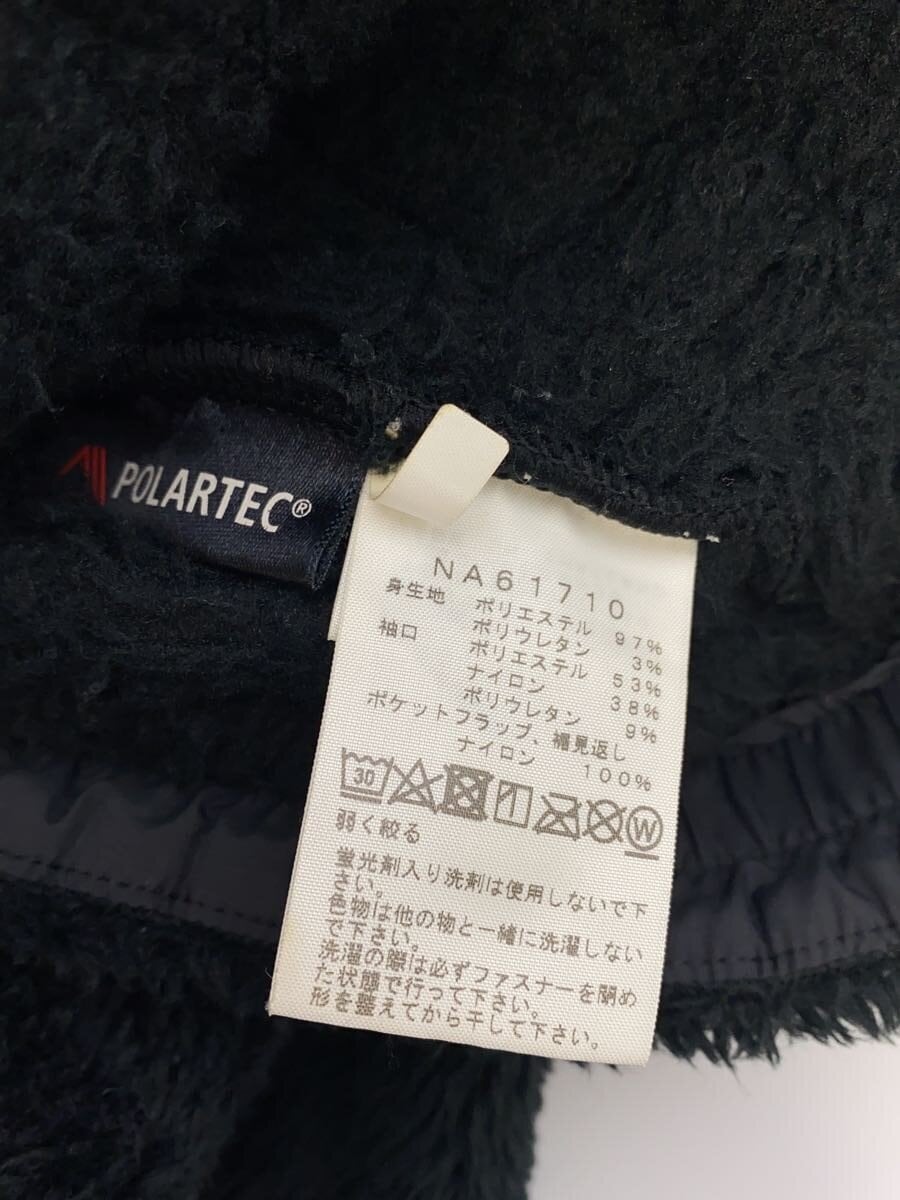 POLARTEC®
NA61710
身生地 ポリエステル 97%
ポリウレタン 3%
袖口 ポリエステル 53%
ナイロン 38%
ポリウレタン 9%
ポケットフラップ、裾見返し
ナイロン 100%
30 W
弱く絞る
蛍光剤入り洗剤は使用しないで下
さい。
色物は他の物と一緒に洗濯しない
で下さい。
洗濯の際は必ずファスナーを閉め
た状態で行って下さい。
形を整えてから干して下さい。